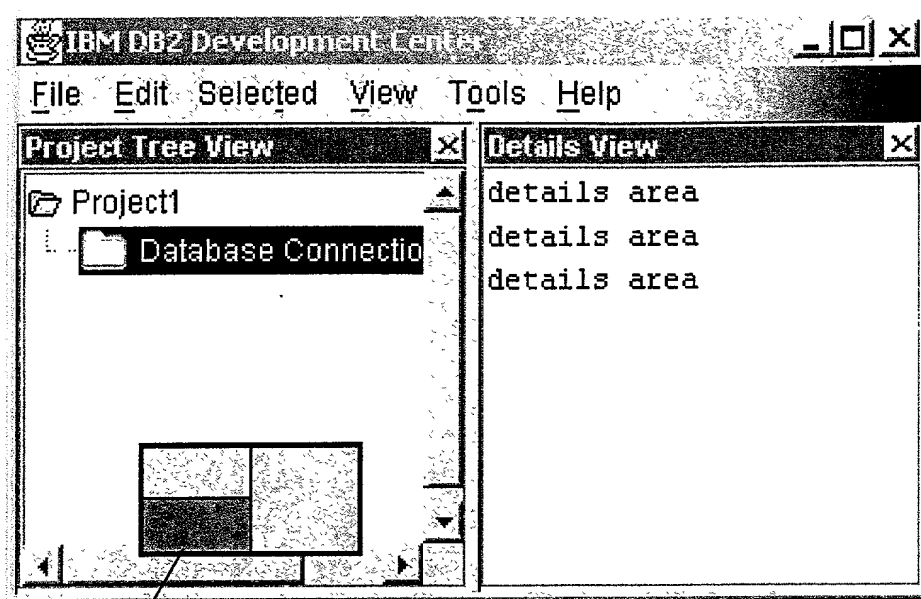 IBM DB2 Development Center
File Edit Selected View Tools Help
Project Tree View
Project1
Database Connectio
Details View
details area
details area
details area